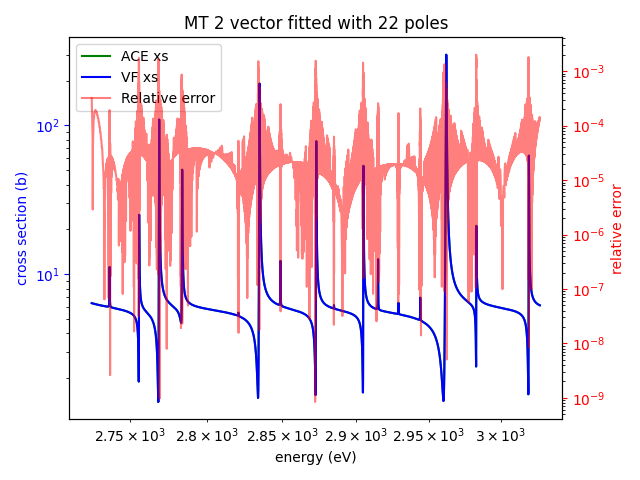 MT 2 vector fitted with 22 poles
ACE xs
VF xs
Relative error
cross section (b)
10²
10¹
relative error
10⁻³
10⁻⁴
10⁻⁵
10⁻⁶
10⁻⁷
10⁻⁸
10⁻⁹
2.75 × 10³
2.8 × 10³
2.85 × 10³
2.9 × 10³
2.95 × 10³
3 × 10³
energy (eV)